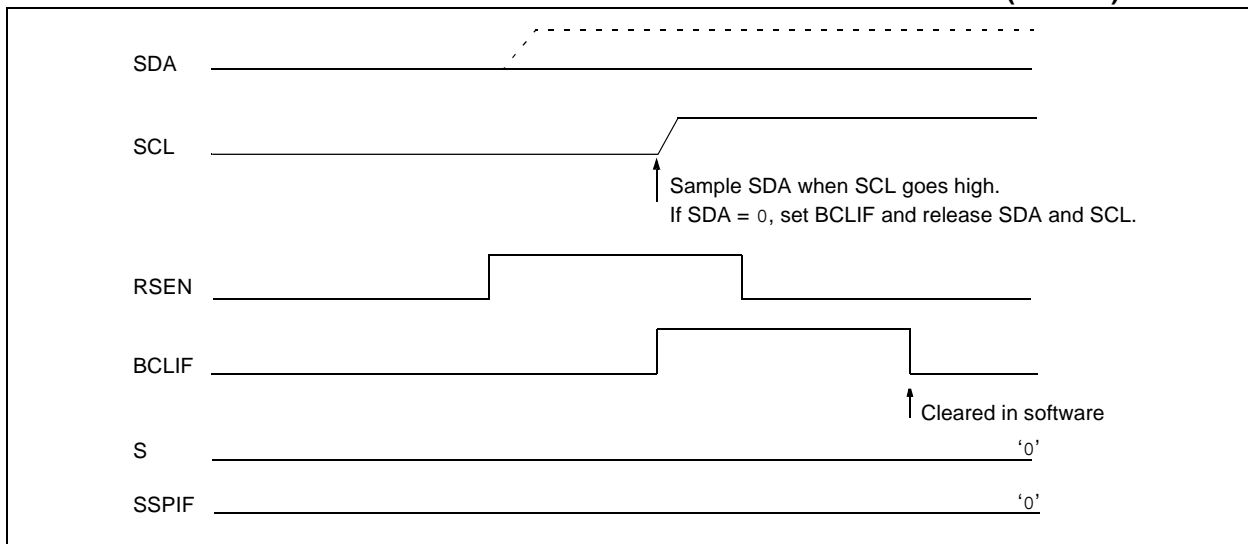 SDA
SCL
Sample SDA when SCL goes high.
If SDA = 0, set BCLIF and release SDA and SCL.
RSEN
BCLIF
Cleared in software
S
‘0’
SSPIF
‘0’